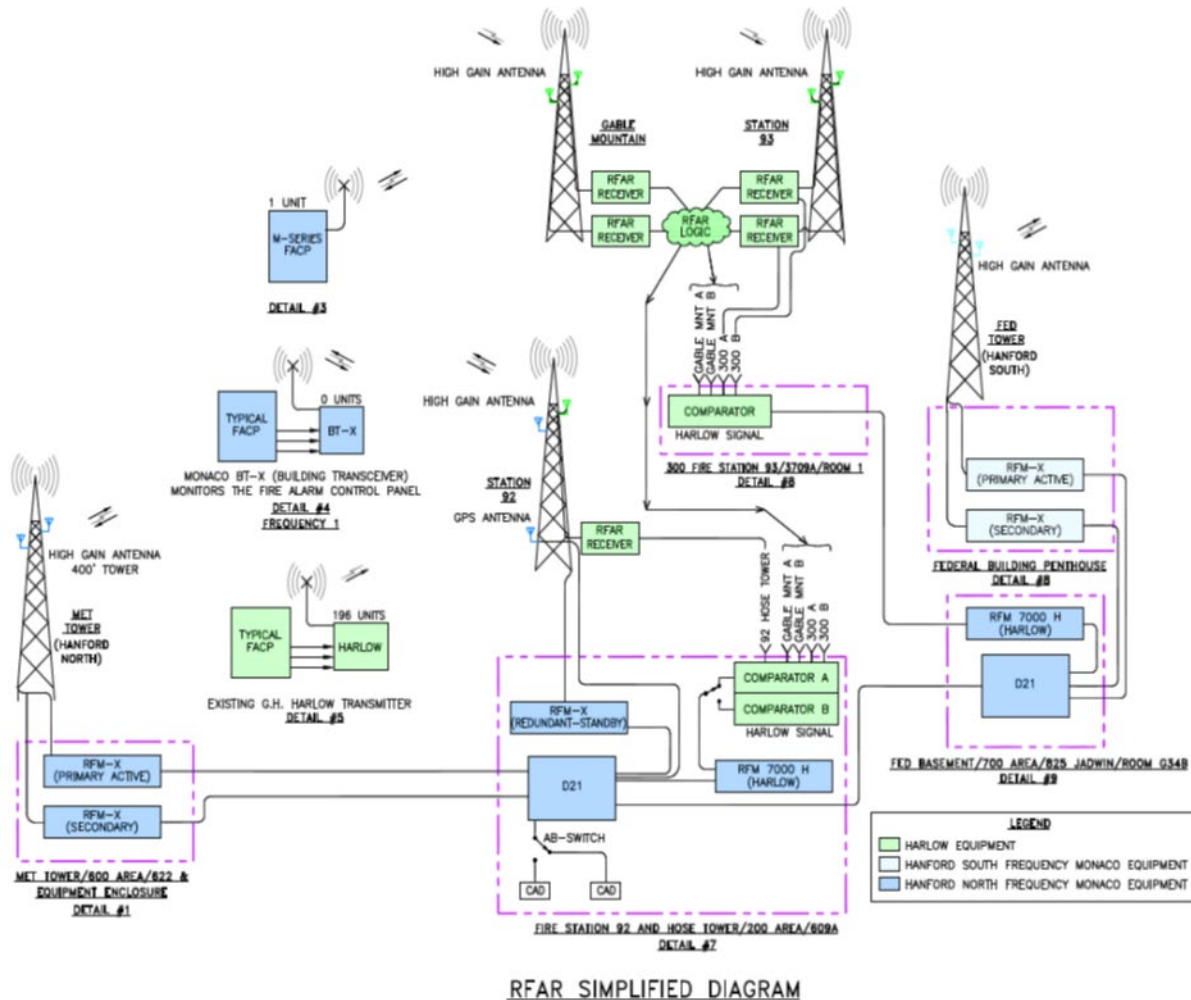 HIGH GAIN ANTENNA
GABLE
MOUNTAIN
HIGH GAIN ANTENNA
STATION
93
RFAR
RECEIVER
RFAR
RECEIVER
RFAR
RECEIVER
RFAR
RECEIVER
RFAR
LOGIC
1 UNIT
M-SERIES
FACP
DETAIL #3
HIGH GAIN ANTENNA
FED
TOWER
(HANFORD
SOUTH)
GABLE MNT A
GABLE MNT B
300 A
300 B
COMPARATOR
HARLOW SIGNAL
300 FIRE STATION 93/3709A/ROOM 1
DETAIL #6
TYPICAL
FACP
0 UNITS
BT-X
MONACO BT-X (BUILDING TRANSCEIVER)
MONITORS THE FIRE ALARM CONTROL PANEL
DETAIL #4
FREQUENCY 1
HIGH GAIN ANTENNA
STATION
92
GPS ANTENNA
RFAR
RECEIVER
RFM-X
(PRIMARY ACTIVE)
RFM-X
(SECONDARY)
FEDERAL BUILDING PENTHOUSE
DETAIL #8
HIGH GAIN ANTENNA
400' TOWER
MET
TOWER
(HANFORD
NORTH)
TYPICAL
FACP
196 UNITS
HARLOW
EXISTING G.H. HARLOW TRANSMITTER
DETAIL #5
92 HOSE TOWER
GABLE MNT A
GABLE MNT B
300 A
300 B
COMPARATOR A
COMPARATOR B
HARLOW SIGNAL
RFM-X
(REDUNDANT-STANDBY)
D21
RFM 7000 H
(HARLOW)
AB-SWITCH
CAD
CAD
FIRE STATION 92 AND HOSE TOWER/200 AREA/609A
DETAIL #7
RFM 7000 H
(HARLOW)
D21
FED BASEMENT/700 AREA/825 JADWIN/ROOM G34B
DETAIL #9
RFM-X
(PRIMARY ACTIVE)
RFM-X
(SECONDARY)
MET TOWER/600 AREA/622 &
EQUIPMENT ENCLOSURE
DETAIL #1
LEGEND
HARLOW EQUIPMENT
HANFORD SOUTH FREQUENCY MONACO EQUIPMENT
HANFORD NORTH FREQUENCY MONACO EQUIPMENT
RFAR SIMPLIFIED DIAGRAM